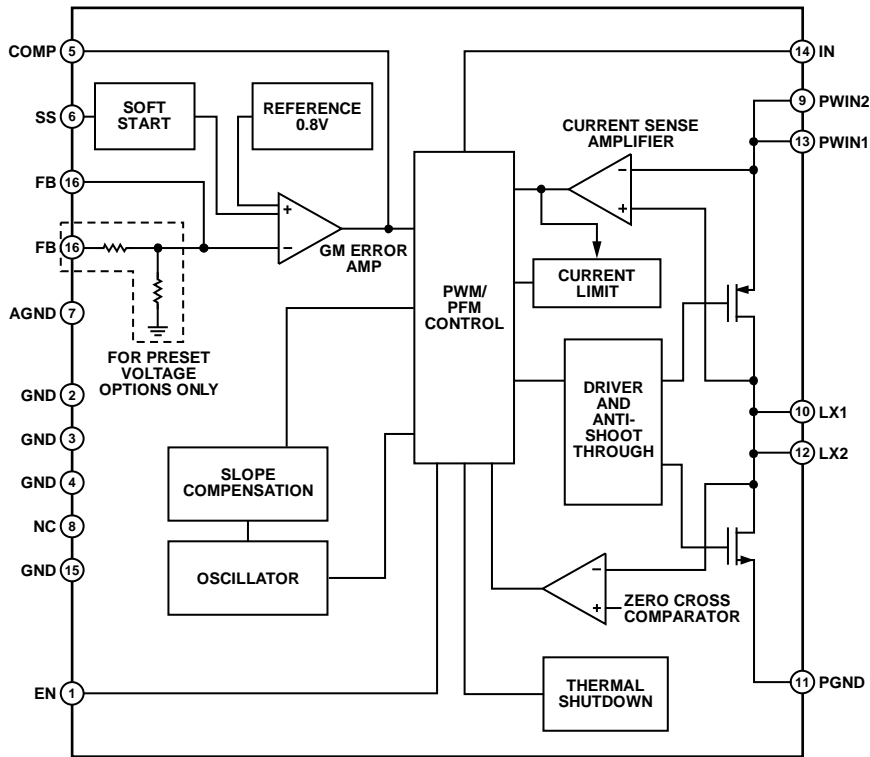 COMP 5
SS 6
FB 16
FB 16
AGND 7
GND 2
GND 3
GND 4
NC 8
GND 15
EN 1
SOFT
START
REFERENCE
0.8V
+
−
GM ERROR
AMP
FOR PRESET
VOLTAGE
OPTIONS ONLY
SLOPE
COMPENSATION
OSCILLATOR
PWM/
PFM
CONTROL
CURRENT SENSE
AMPLIFIER
−
+
CURRENT
LIMIT
DRIVER
AND
ANTI-
SHOOT
THROUGH
−
+
ZERO CROSS
COMPARATOR
THERMAL
SHUTDOWN
14 IN
9 PWIN2
13 PWIN1
10 LX1
12 LX2
11 PGND